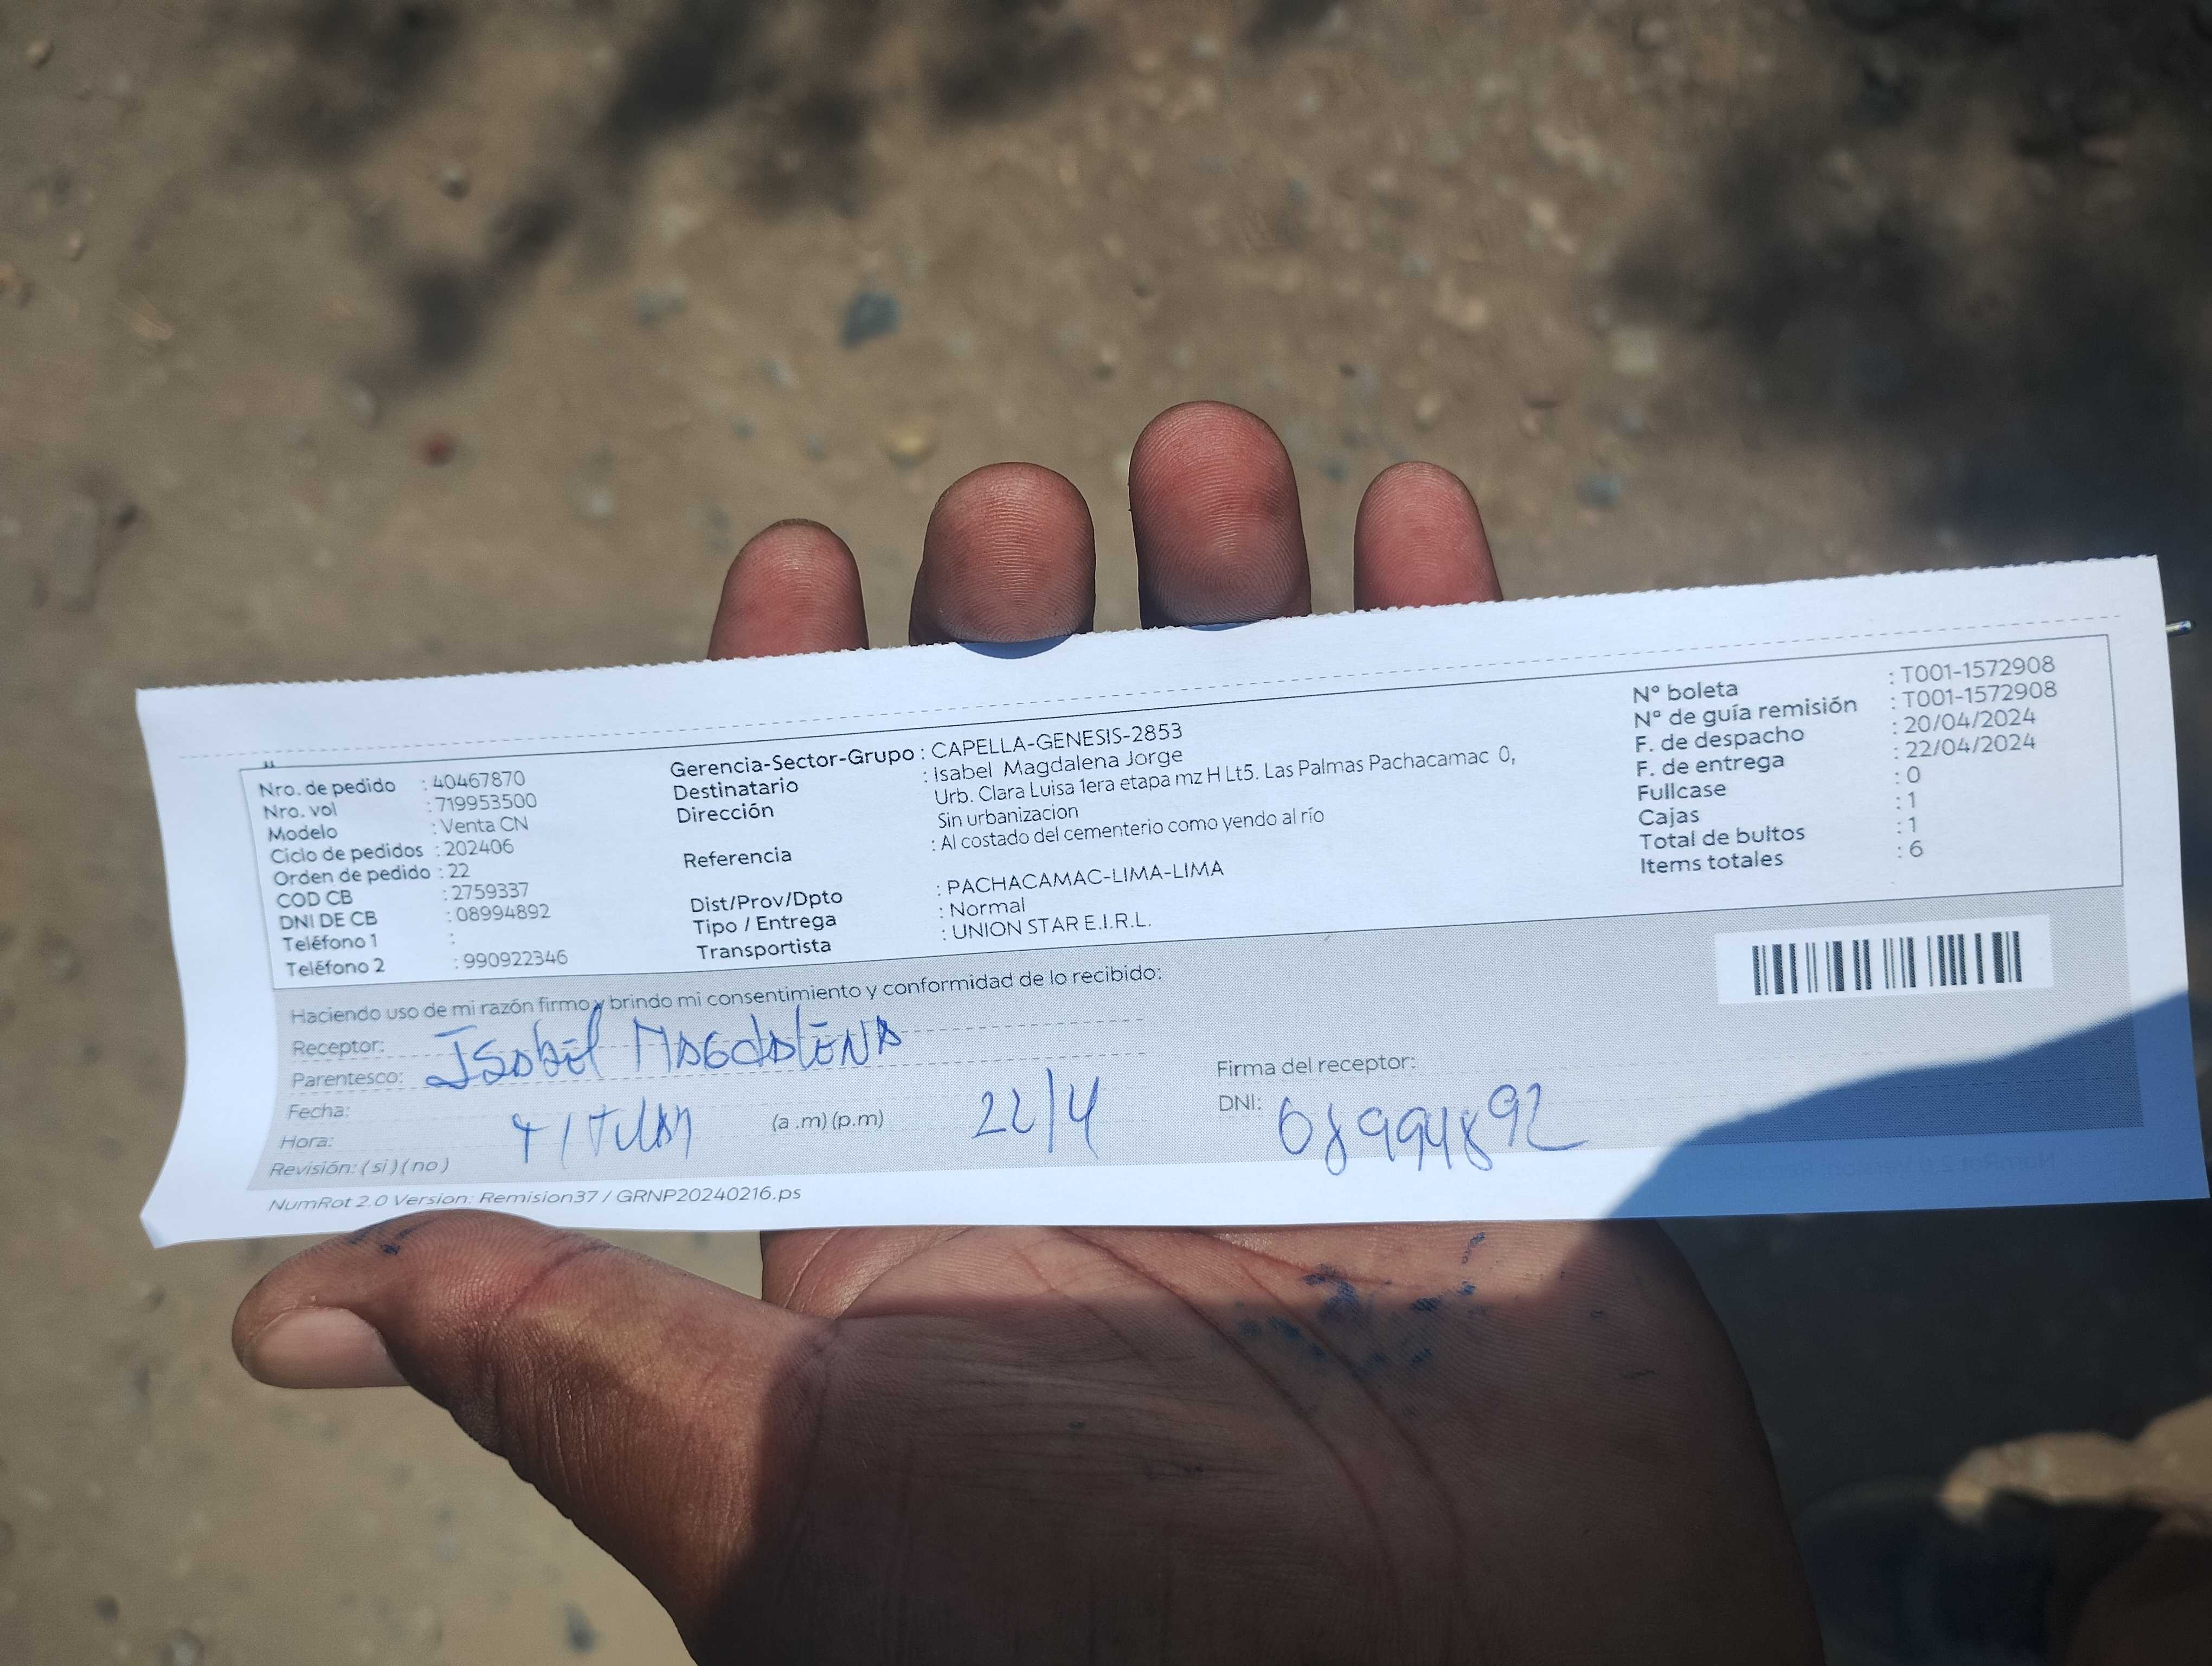 Nro. de pedido : 40467870
Nro. vol : 719953500
Modelo : Venta CN
Ciclo de pedidos : 202406
Orden de pedido : 22
COD CB : 2759337
DNI DE CB : 08994892
Teléfono 1 :
Teléfono 2 : 990922346
Gerencia-Sector-Grupo : CAPELLA-GENESIS-2853
Destinatario : Isabel Magdalena Jorge
Dirección Urb. Clara Luisa 1era etapa mz H Lt5. Las Palmas Pachacamac 0,
Sin urbanizacion
Referencia : Al costado del cementerio como yendo al río
Dist/Prov/Dpto : PACHACAMAC-LIMA-LIMA
Tipo / Entrega : Normal
Transportista : UNION STAR E.I.R.L.
Nº boleta : T001-1572908
Nº de guía remisión : T001-1572908
F. de despacho : 20/04/2024
F. de entrega : 22/04/2024
Fullcase : 0
Cajas : 1
Total de bultos : 1
Items totales : 6
Haciendo uso de mi razón firmo y brindo mi consentimiento y conformidad de lo recibido:
Receptor: Isabel Magdalena
Parentesco:
Fecha:
Hora: (a .m) (p.m) 22/4
Revisión: ( si ) ( no )
Firma del receptor:
DNI: 08994892
NumRot 2.0 Version: Remision37 / GRNP20240216.ps